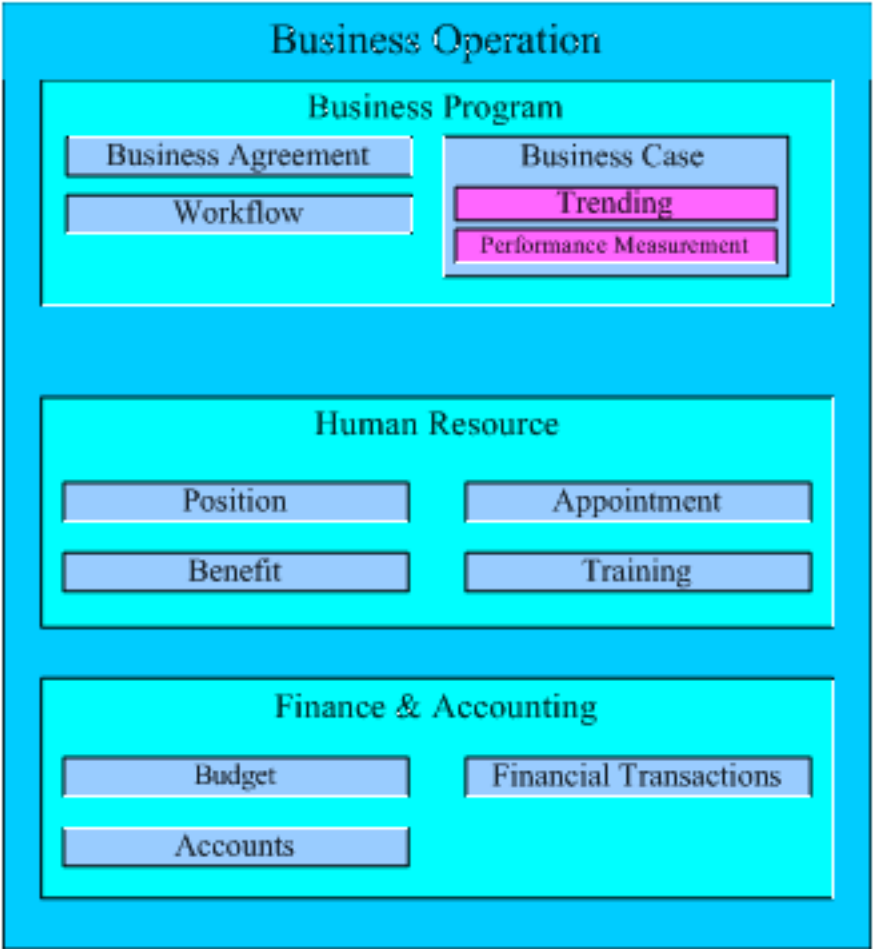 Business Operation
Business Program
Business Agreement
Workflow
Business Case
Trending
Performance Measurement
Human Resource
Position
Appointment
Benefit
Training
Finance & Accounting
Budget
Financial Transactions
Accounts